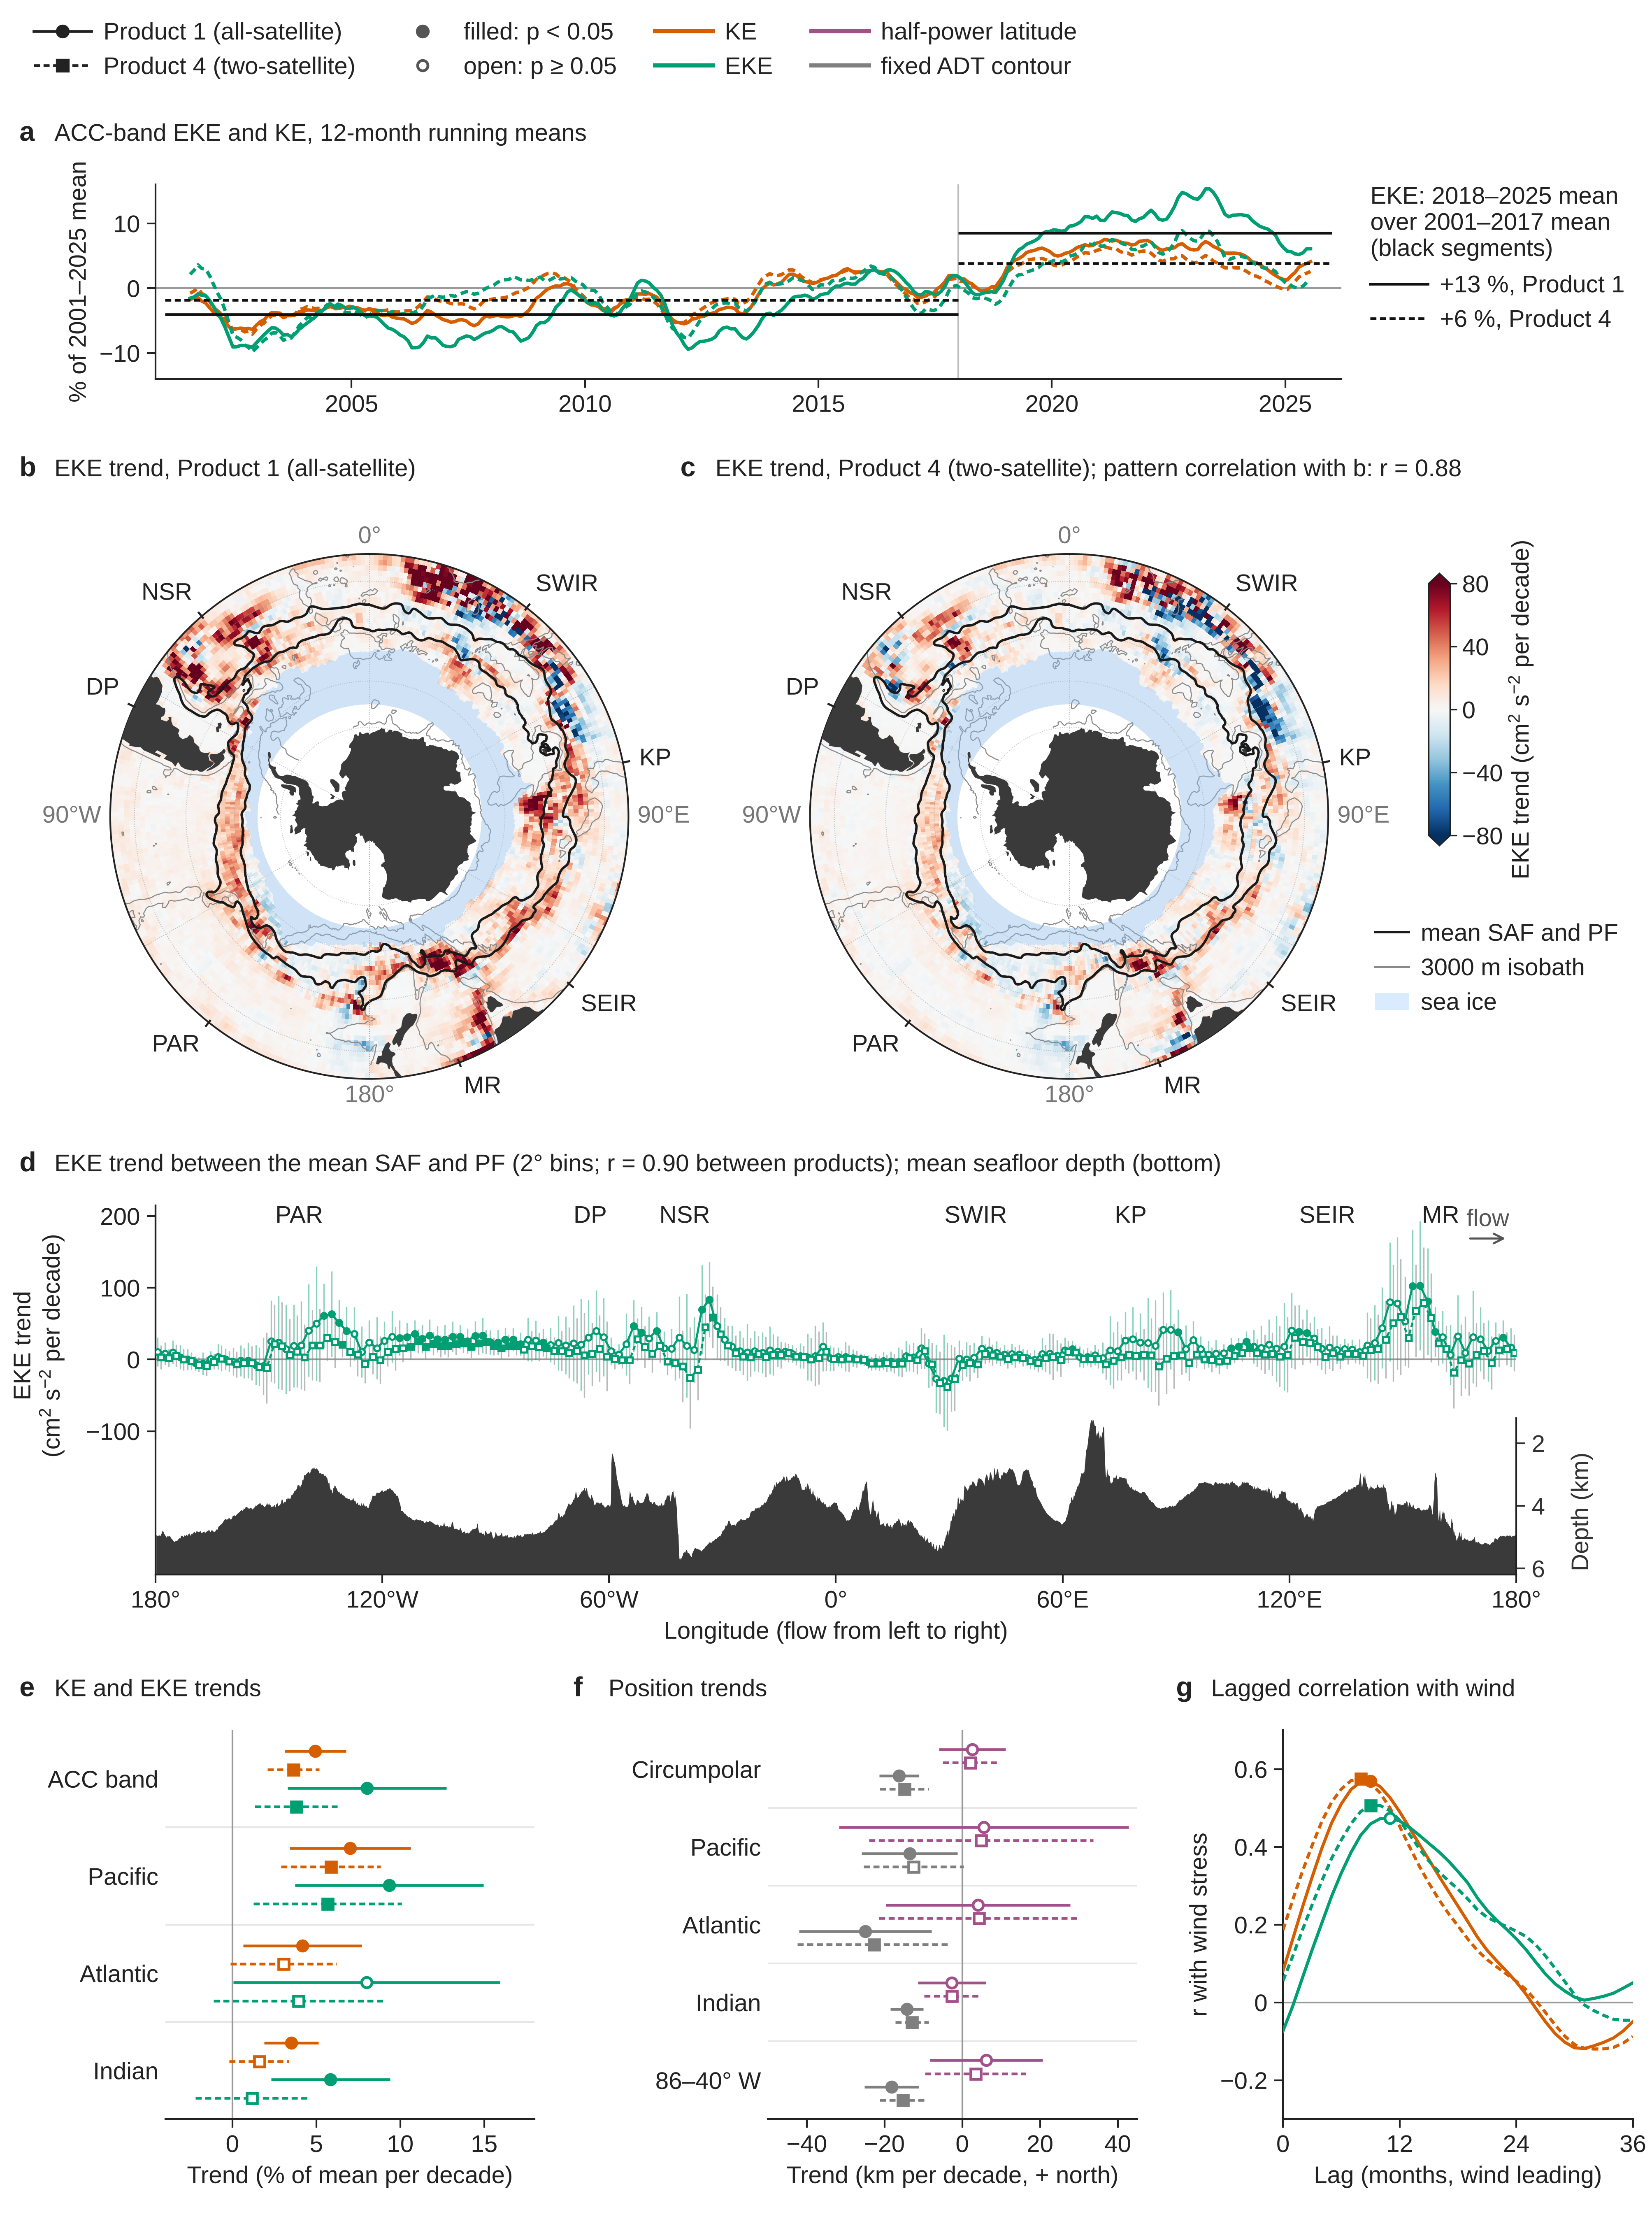 Product 1 (all-satellite)
filled: p < 0.05
KE
half-power latitude
Product 4 (two-satellite)
open: p ≥ 0.05
EKE
fixed ADT contour
a ACC-band EKE and KE, 12-month running means
% of 2001–2025 mean
10
0
−10
2005
2010
2015
2020
2025
EKE: 2018–2025 mean
over 2001–2017 mean
(black segments)
+13 %, Product 1
+6 %, Product 4
b EKE trend, Product 1 (all-satellite)
0°
NSR
SWIR
DP
KP
90°W
90°E
SEIR
PAR
MR
180°
c EKE trend, Product 4 (two-satellite); pattern correlation with b: r = 0.88
0°
NSR
SWIR
DP
KP
90°W
90°E
SEIR
PAR
MR
180°
80
40
0
−40
−80
EKE trend (cm² s⁻² per decade)
mean SAF and PF
3000 m isobath
sea ice
d EKE trend between the mean SAF and PF (2° bins; r = 0.90 between products); mean seafloor depth (bottom)
EKE trend
(cm² s⁻² per decade)
200
100
0
−100
PAR
DP
NSR
SWIR
KP
SEIR
MR
flow
2
4
6
Depth (km)
180°
120°W
60°W
0°
60°E
120°E
180°
Longitude (flow from left to right)
e KE and EKE trends
ACC band
Pacific
Atlantic
Indian
0
5
10
15
Trend (% of mean per decade)
f Position trends
Circumpolar
Pacific
Atlantic
Indian
86–40° W
−40
−20
0
20
40
Trend (km per decade, + north)
g Lagged correlation with wind
r with wind stress
0.6
0.4
0.2
0
−0.2
0
12
24
36
Lag (months, wind leading)